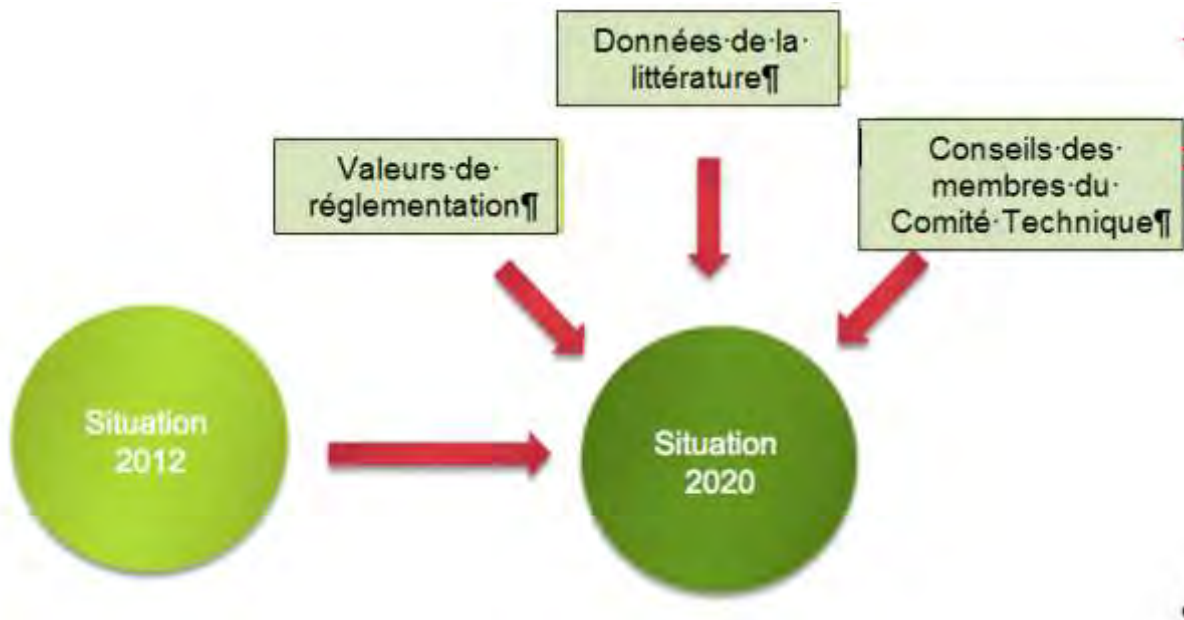 Données·de·la·
littérature¶
Valeurs·de·
réglementation¶
Conseils·des·
membres·du·
Comité·Technique¶
Situation
2012
Situation
2020